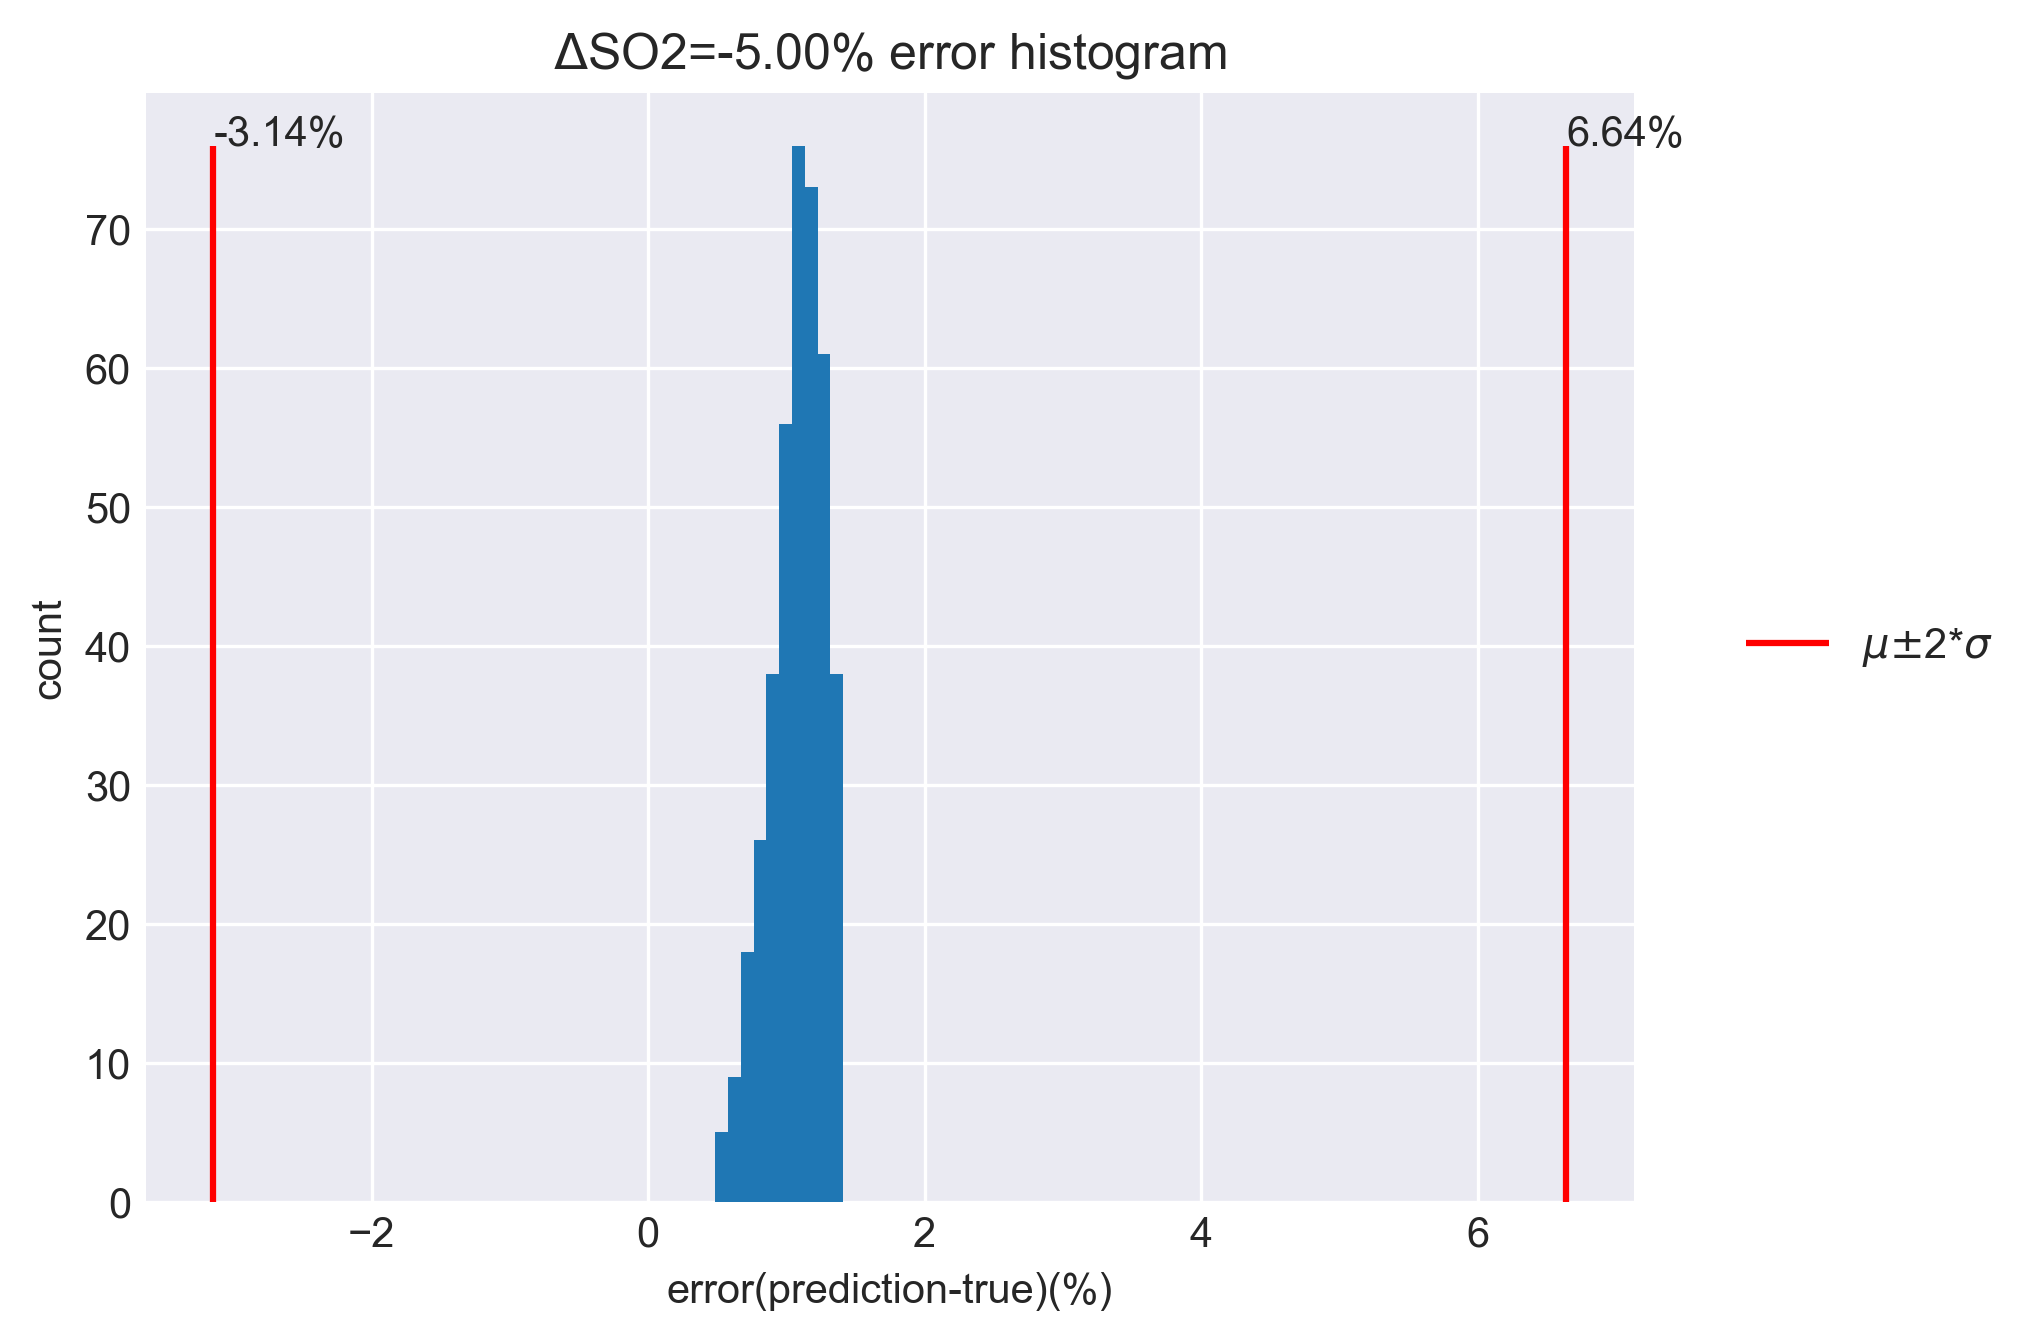 ΔSO2=-5.00% error histogram
-3.14%
6.64%
70
60
50
40
30
20
10
0
count
μ±2*σ
−2 0 2 4 6
error(prediction-true)(%)